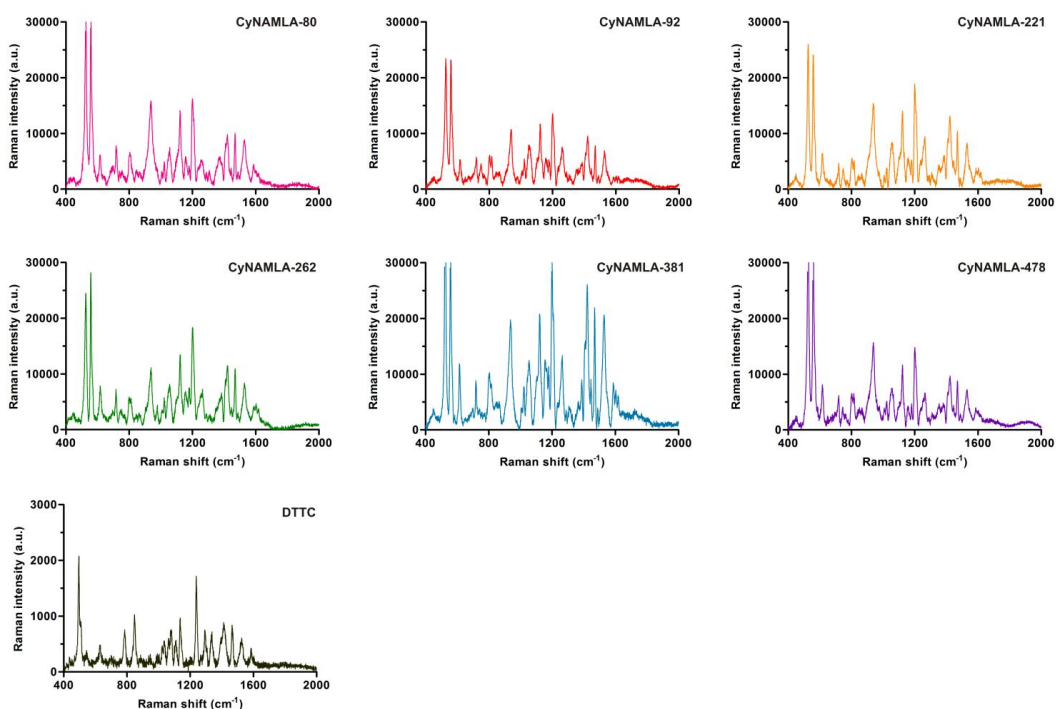 CyNAMLA-80
30000
20000
10000
0
Raman intensity (a.u.)
400 800 1200 1600 2000
Raman shift (cm⁻¹)
CyNAMLA-92
30000
20000
10000
0
Raman intensity (a.u.)
400 800 1200 1600 2000
Raman shift (cm⁻¹)
CyNAMLA-221
30000
20000
10000
0
Raman intensity (a.u.)
400 800 1200 1600 2000
Raman shift (cm⁻¹)
CyNAMLA-262
30000
20000
10000
0
Raman intensity (a.u.)
400 800 1200 1600 2000
Raman shift (cm⁻¹)
CyNAMLA-381
30000
20000
10000
0
Raman intensity (a.u.)
400 800 1200 1600 2000
Raman shift (cm⁻¹)
CyNAMLA-478
30000
20000
10000
0
Raman intensity (a.u.)
400 800 1200 1600 2000
Raman shift (cm⁻¹)
DTTC
3000
2000
1000
0
Raman intensity (a.u.)
400 800 1200 1600 2000
Raman shift (cm⁻¹)